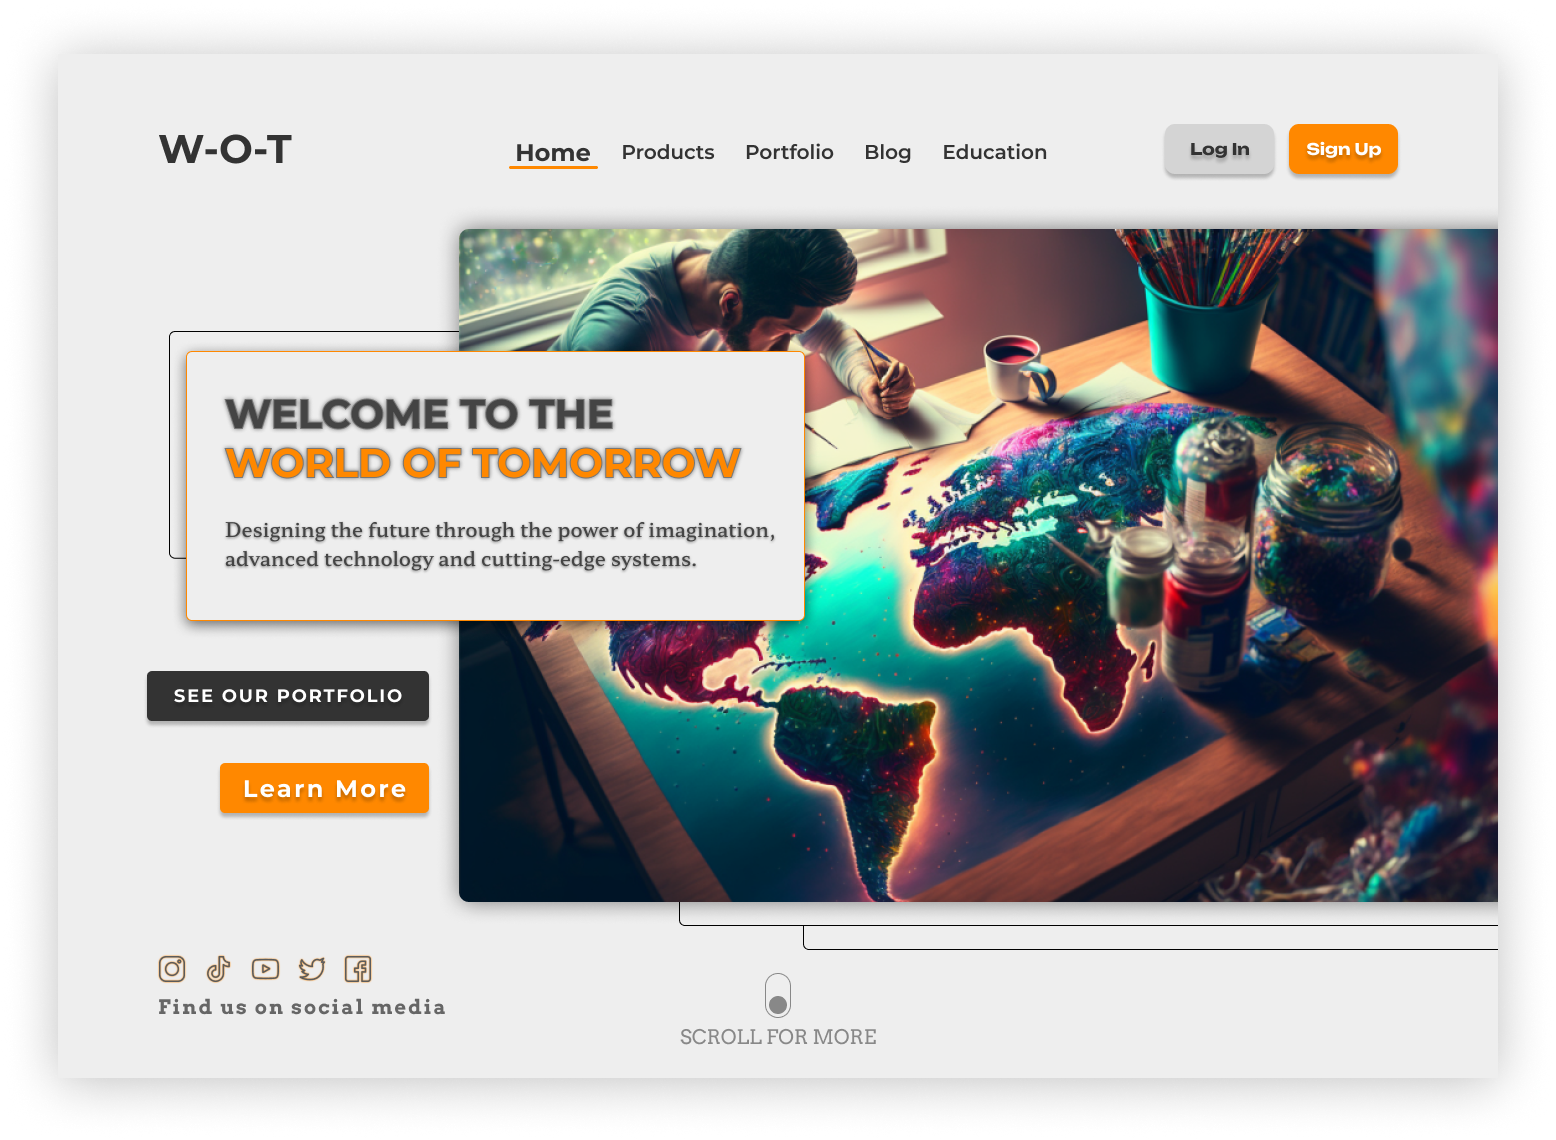 W-O-T
Home
Products
Portfolio
Blog
Education
Log In
Sign Up
WELCOME TO THE
WORLD OF TOMORROW
Designing the future through the power of imagination,
advanced technology and cutting-edge systems.
SEE OUR PORTFOLIO
Learn More
Find us on social media
SCROLL FOR MORE